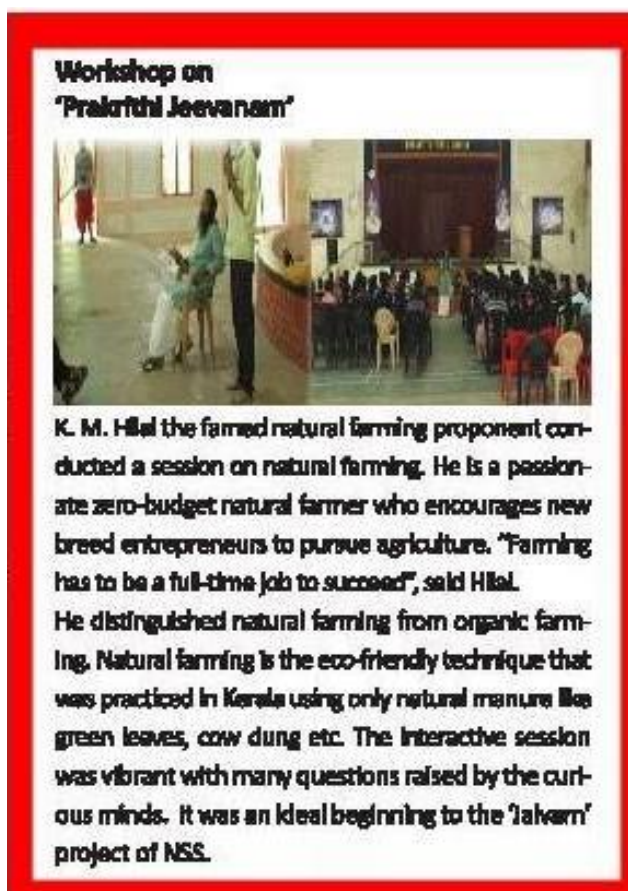 Workshop on
'Prakrithi Jeevanam'
K. M. Hilal the famed natural farming proponent con-
ducted a session on natural farming. He is a passion-
ate zero-budget natural farmer who encourages new
breed entrepreneurs to pursue agriculture. "Farming
has to be a full-time job to succeed", said Hilal.
He distinguished natural farming from organic farm-
ing. Natural farming is the eco-friendly technique that
was practiced in Kerala using only natural manure like
green leaves, cow dung etc. The interactive session
was vibrant with many questions raised by the curi-
ous minds. It was an ideal beginning to the 'Jaivam'
project of NSS.